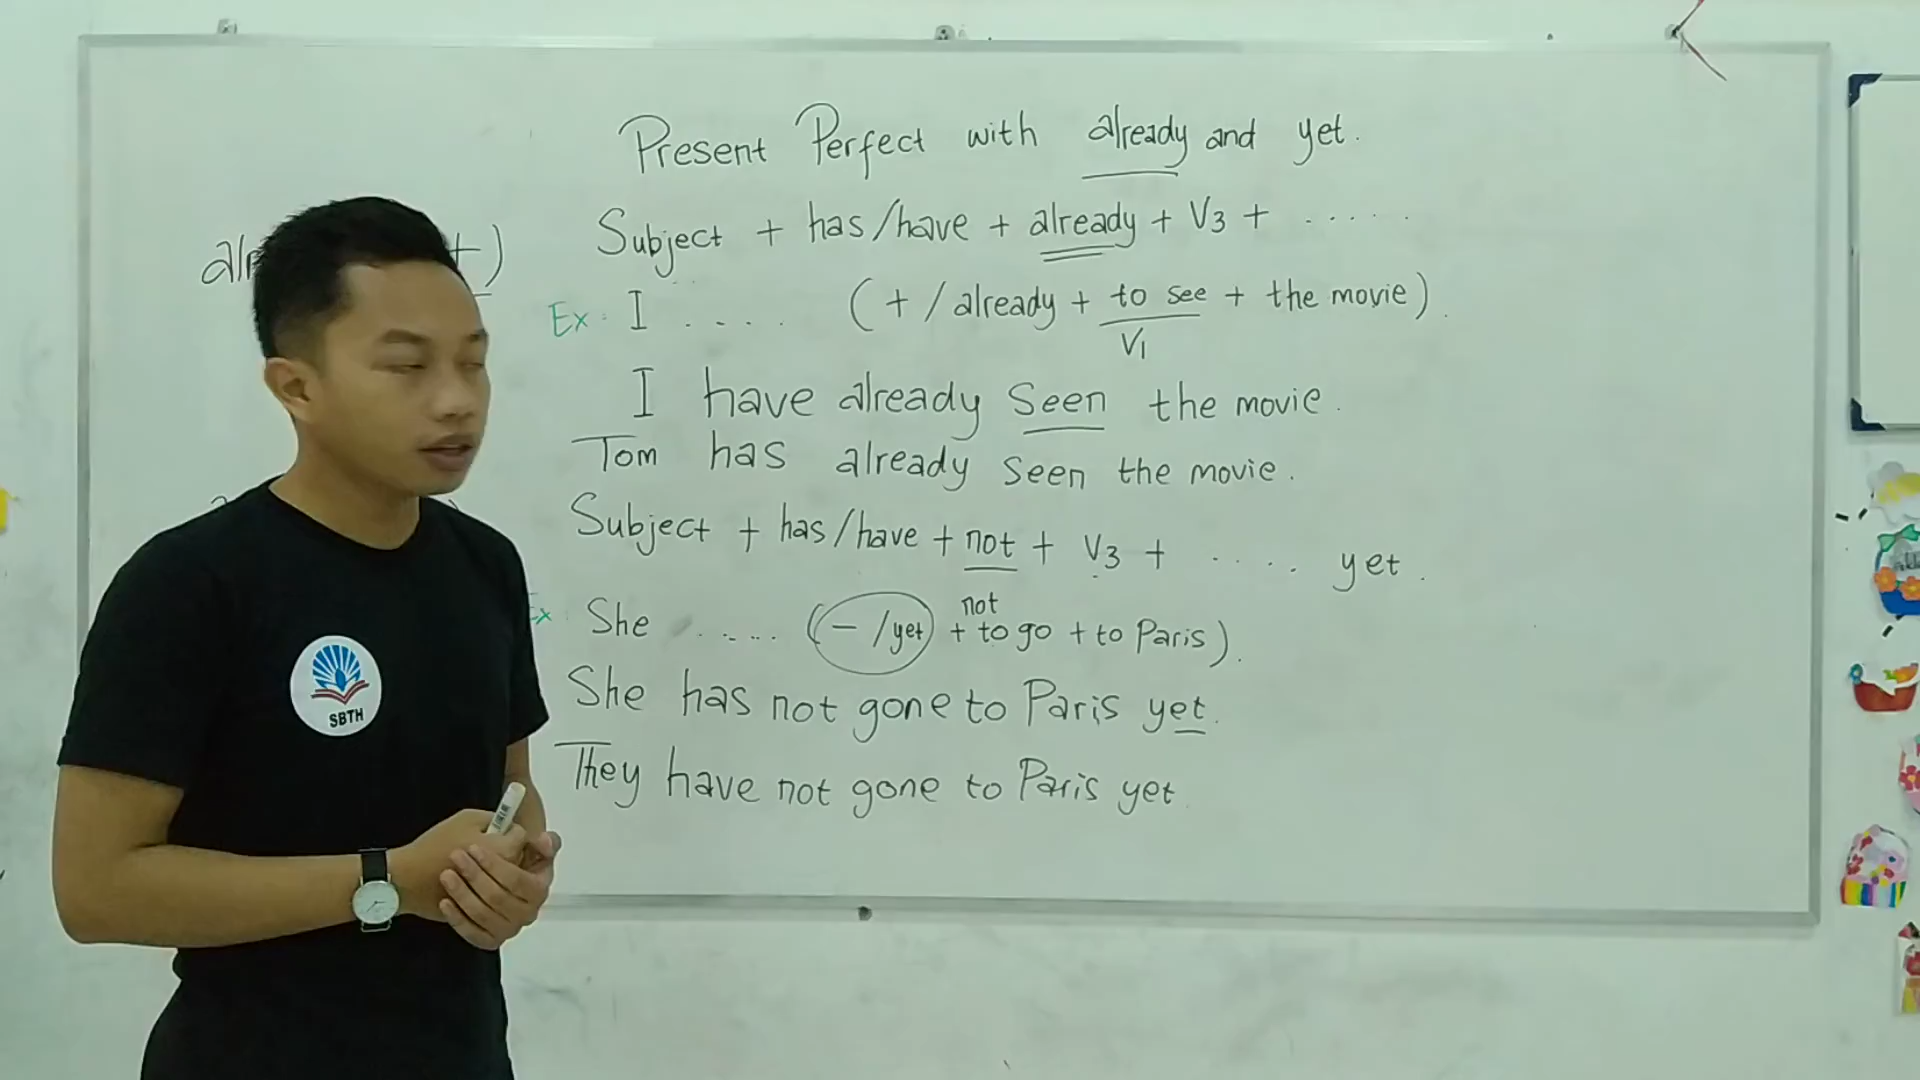 Present Perfect with already and yet.
Subject + has/have + already + V3 + .....
+)
Ex: I .... (+ / already + to see + the movie).
V1
I have already seen the movie.
Tom has already seen the movie.
Subject + has/have + not + V3 + ..... yet.
not
Ex She ..... (- /yet) + to go + to Paris).
She has not gone to Paris yet.
They have not gone to Paris yet
SBTH